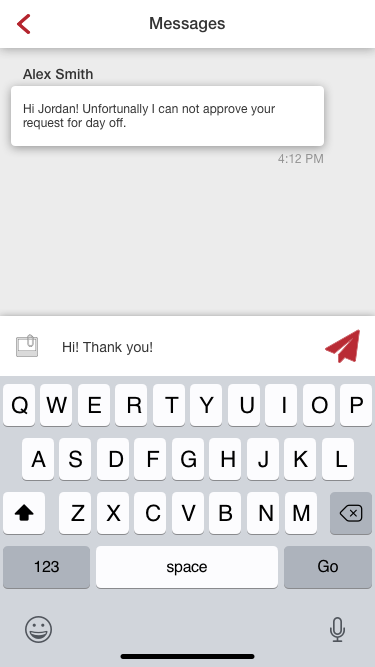 Messages
Alex Smith
Hi Jordan! Unfortunally I can not approve your
request for day off.
4:12 PM
Hi! Thank you!
Q W E R T Y U I O P
A S D F G H J K L
Z X C V B N M
123 space Go